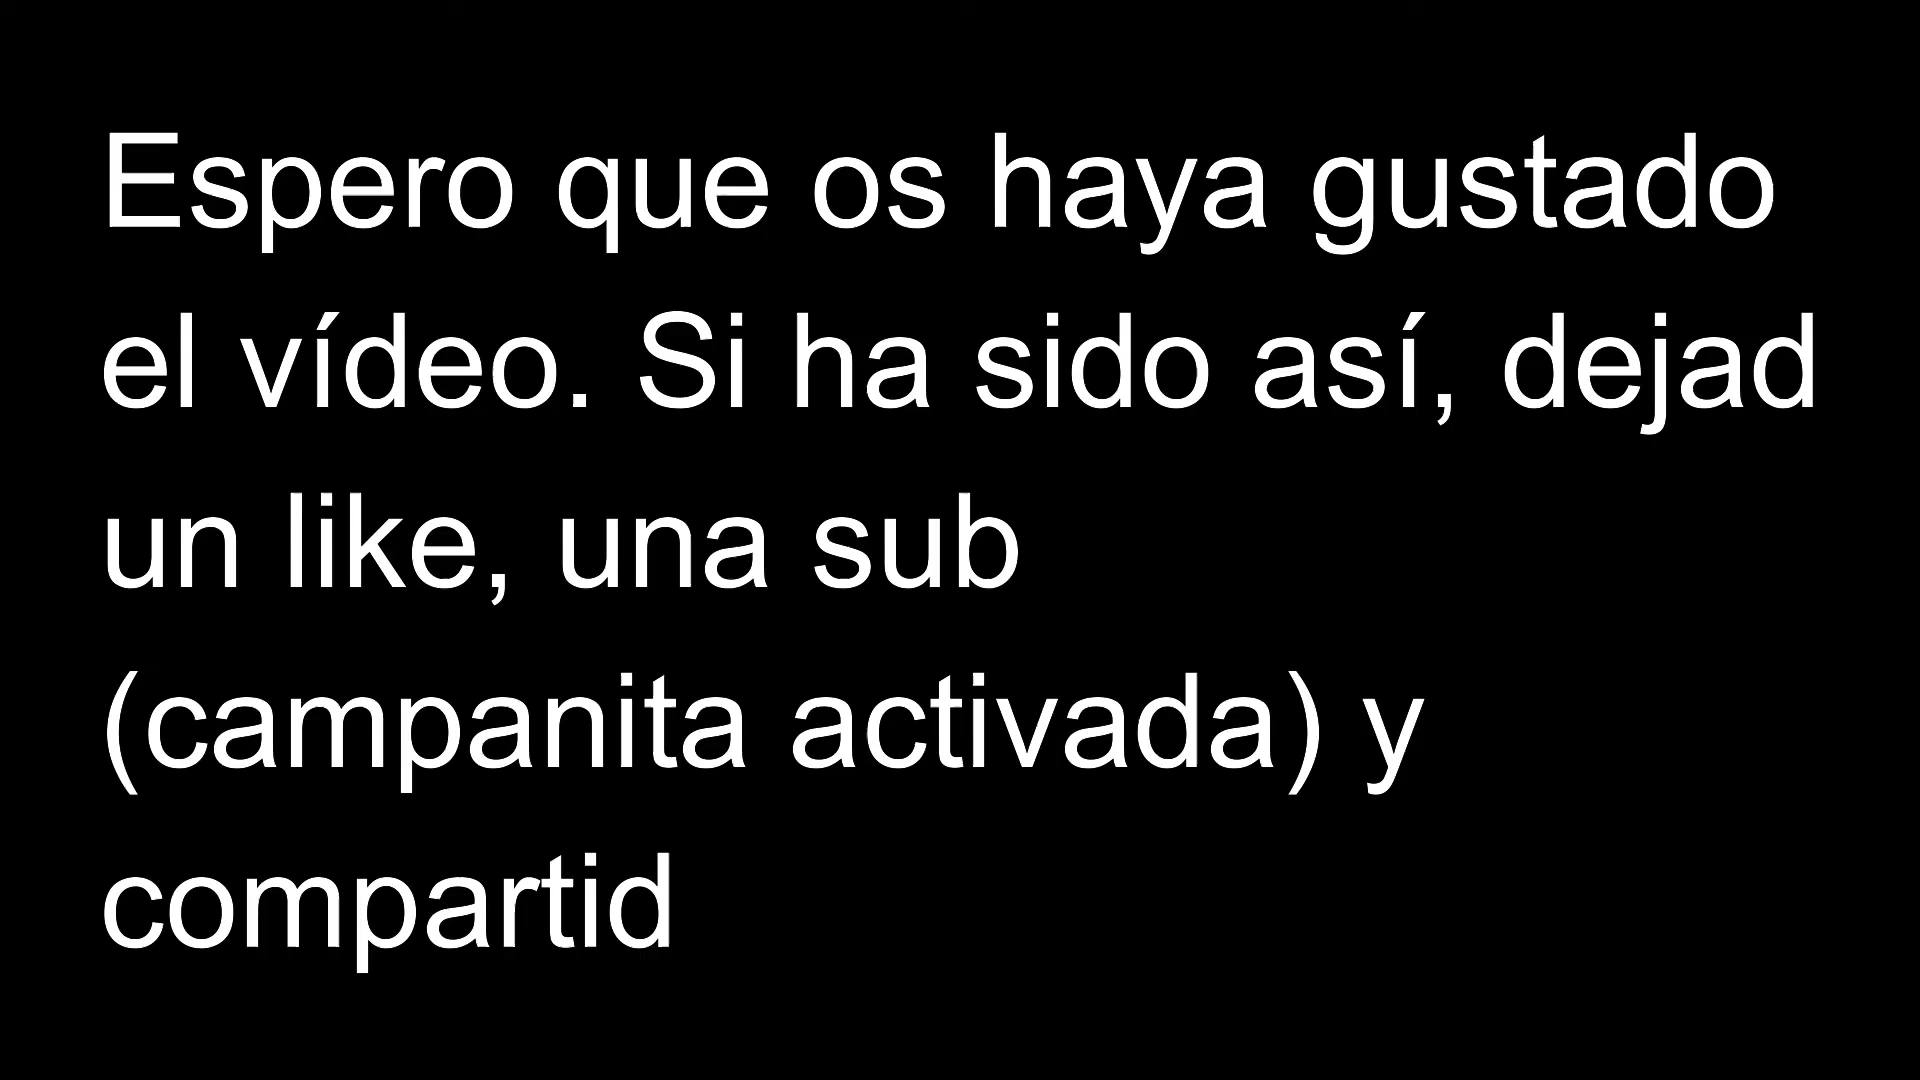 Espero que os haya gustado
el vídeo. Si ha sido así, dejad
un like, una sub
(campanita activada) y
compartid